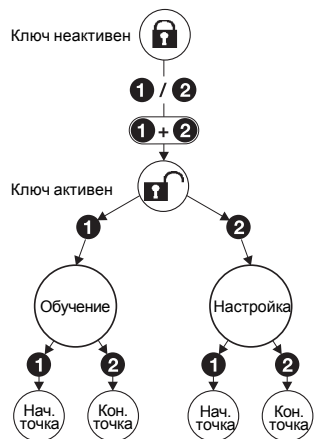 Ключ неактивен
1 / 2
1 + 2
Ключ активен
1 2
Обучение Настройка
1 2 1 2
Нач. Кон. Нач. Кон.
точка точка точка точка